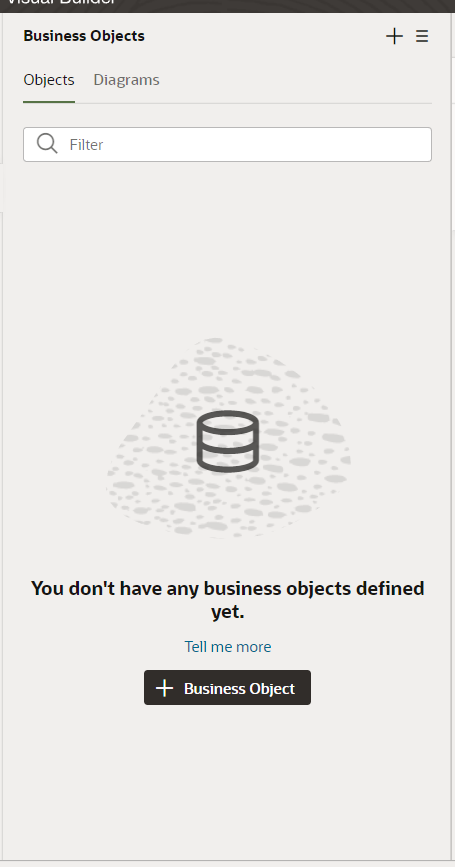 Visual Builder
Business Objects
Objects Diagrams
Filter
You don't have any business objects defined
yet.
Tell me more
Business Object